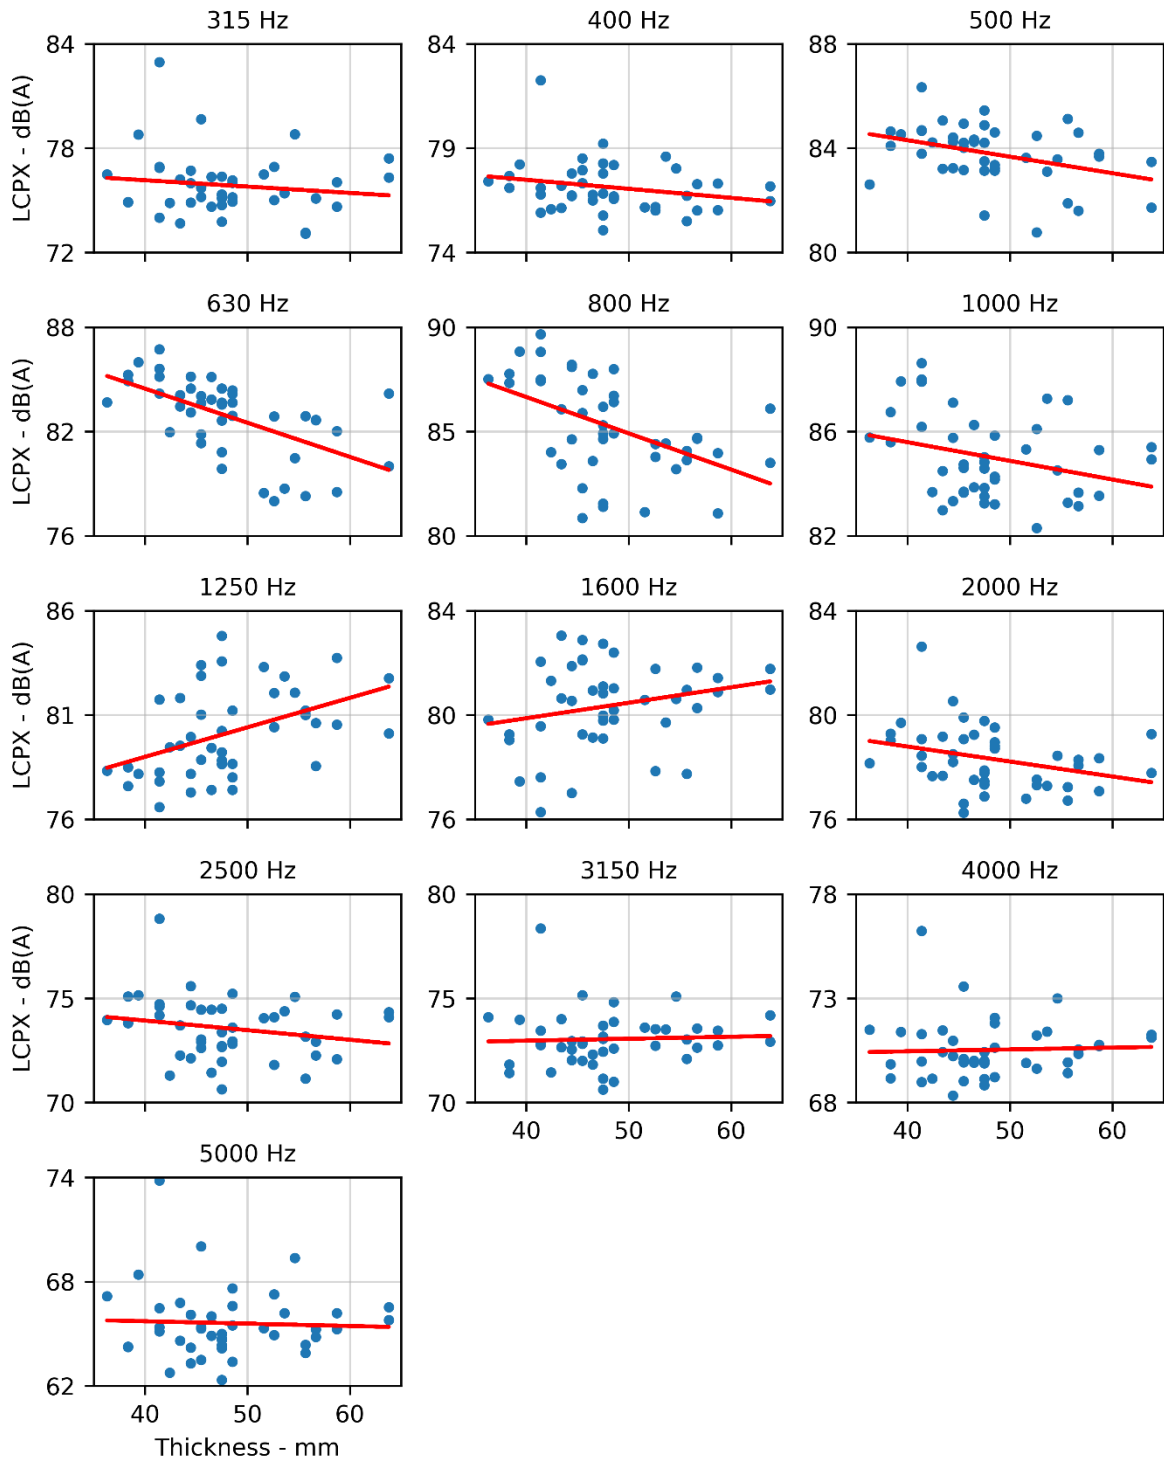 315 Hz
400 Hz
500 Hz
LCPX - dB(A)
84
78
72
84
79
74
88
84
80
630 Hz
800 Hz
1000 Hz
LCPX - dB(A)
88
82
76
90
85
80
90
86
82
1250 Hz
1600 Hz
2000 Hz
LCPX - dB(A)
86
81
76
84
80
76
84
80
76
2500 Hz
3150 Hz
4000 Hz
LCPX - dB(A)
80
75
70
80
75
70
40 50 60
78
73
68
40 50 60
5000 Hz
LCPX - dB(A)
74
68
62
40 50 60
Thickness - mm